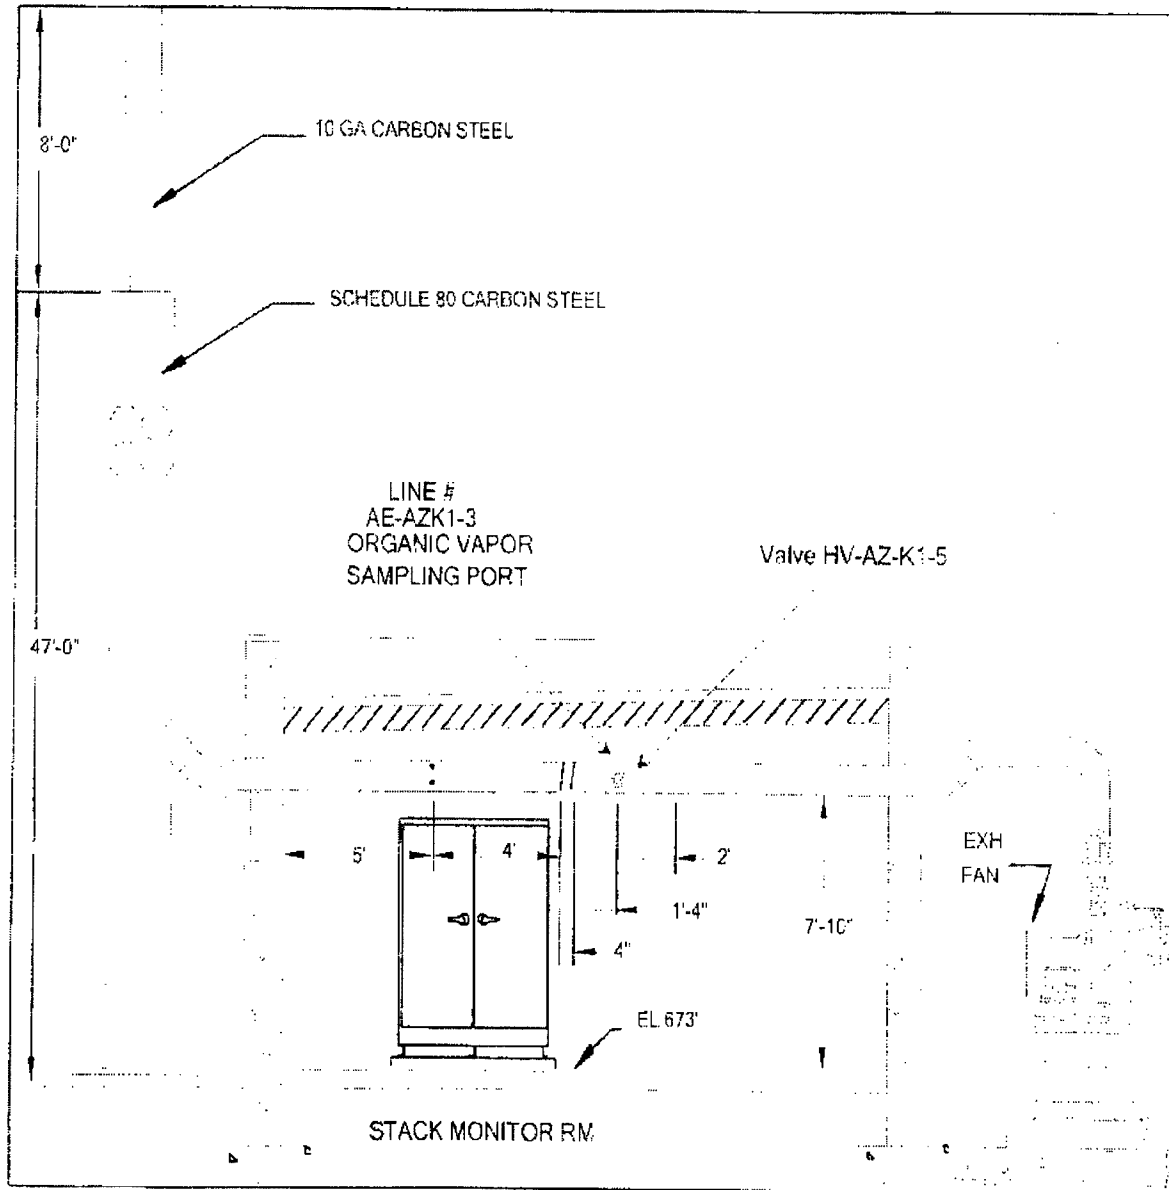 8'-0"
10 GA CARBON STEEL
SCHEDULE 80 CARBON STEEL
LINE #
AE-AZK1-3
ORGANIC VAPOR
SAMPLING PORT
Valve HV-AZ-K1-5
47'-0"
5'
4'
2'
EXH
FAN
1'-4"
7'-10"
4"
EL 673'
STACK MONITOR RM